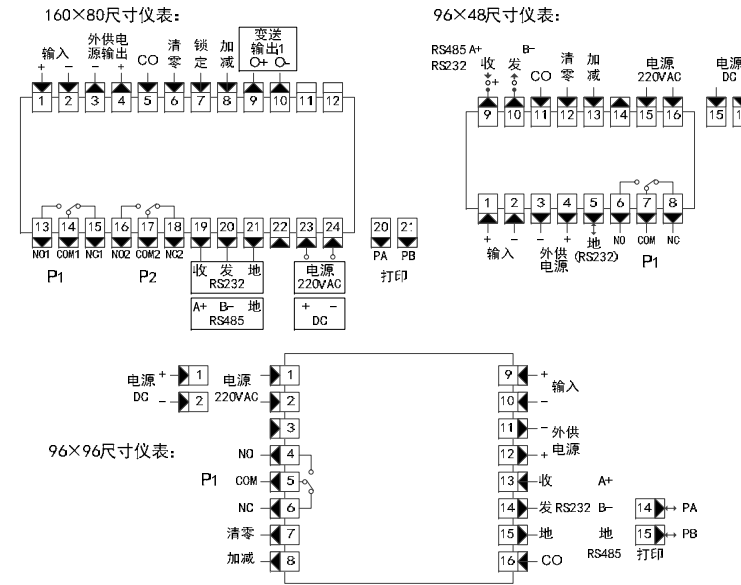 160×80尺寸仪表:
输入 外供电源输出 CO 清零 锁定 加减 变送输出1
+ - - + O+ O-
1 2 3 4 5 6 7 8 9 10 11 12
13 14 15 16 17 18 19 20 21 22 23 24
NO1 COM1 NC1 NO2 COM2 NC2
P1 P2
收 发 地
RS232
A+ B- 地
RS485
电源
220VAC
+ -
DC
20 21
PA PB
打印
96×48尺寸仪表:
RS485 A+ B-
RS232 收 发 CO 清零 加减 电源 220VAC
电源
DC
+
9 10 11 12 13 14 15 16
15
1 2 3 4 5 6 7 8
+ - - + 地 NO COM NC
输入 外供电源 (RS232) P1
96×96尺寸仪表:
电源 + 1
DC - 2
电源 1
220VAC 2
3
NO 4
P1 COM 5
NC 6
清零 7
加减 8
9 + 输入
10 -
11 - 外供
12 + 电源
13 收 A+
14 发 RS232 B- 14 PA
15 地 地 15 PB
16 CO RS485 打印